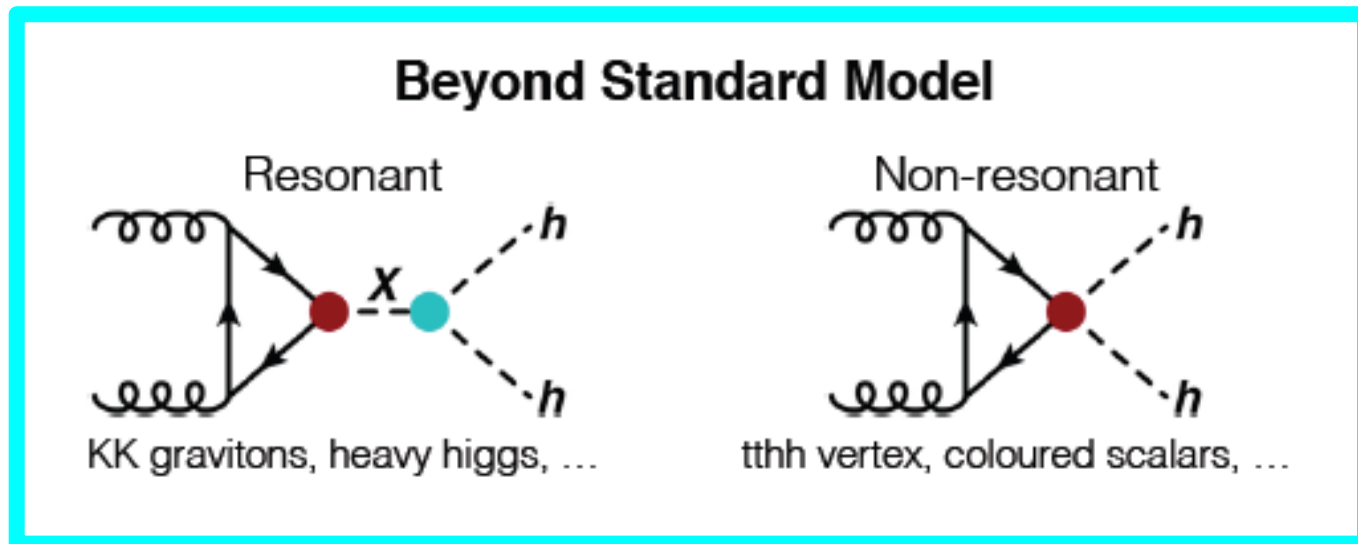 Beyond Standard Model
Resonant
h
X
h
KK gravitons, heavy higgs, …
Non-resonant
h
h
tthh vertex, coloured scalars, …